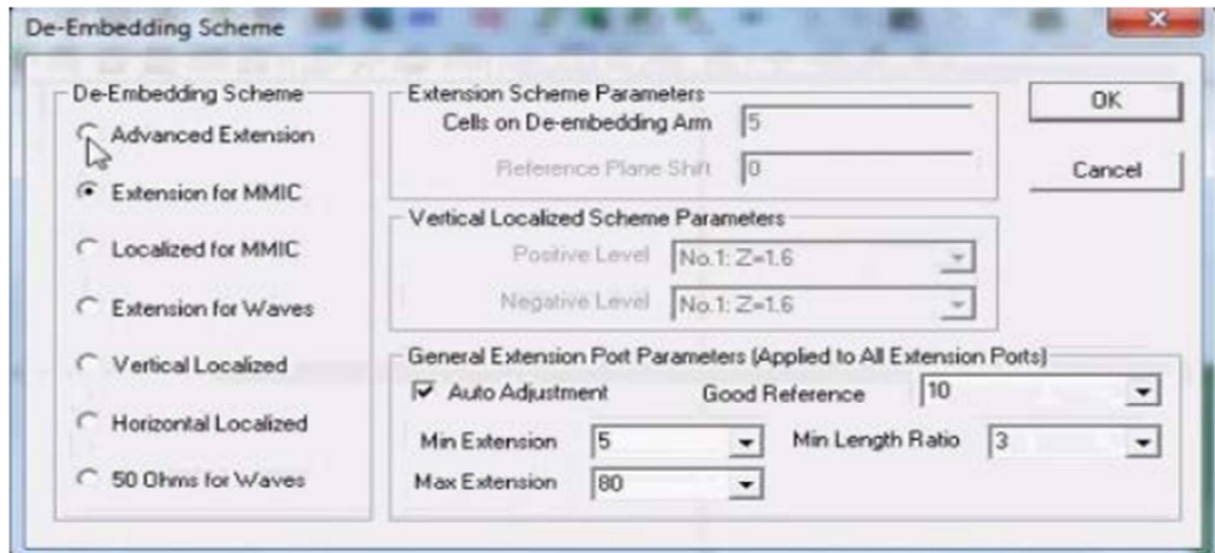 De-Embedding Scheme
De-Embedding Scheme
Advanced Extension
Extension for MMIC
Localized for MMIC
Extension for Waves
Vertical Localized
Horizontal Localized
50 Ohms for Waves
Extension Scheme Parameters
Cells on De-embedding Arm 5
Reference Plane Shift 0
Vertical Localized Scheme Parameters
Positive Level No.1: Z=1.6
Negative Level No.1: Z=1.6
General Extension Port Parameters (Applied to All Extension Ports)
Auto Adjustment Good Reference 10
Min Extension 5 Min Length Ratio 3
Max Extension 80
OK
Cancel